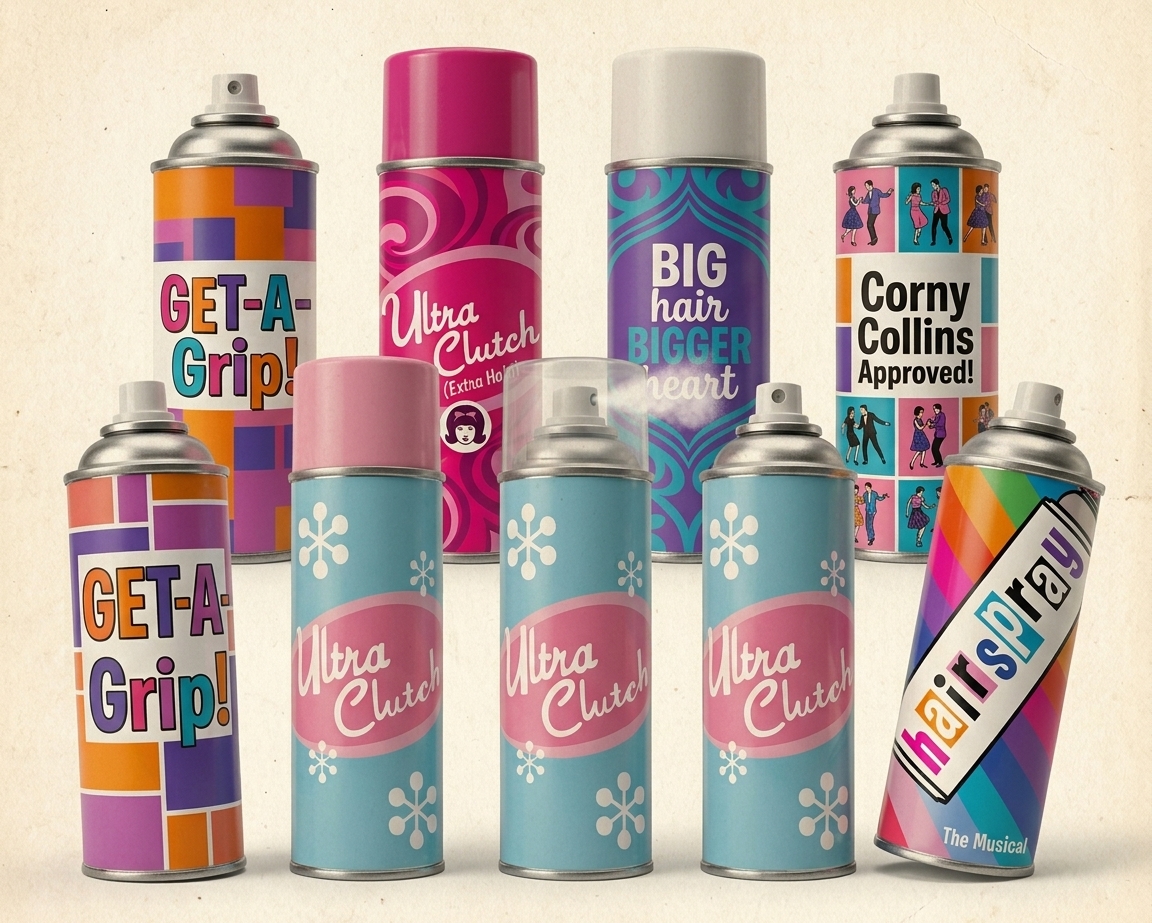 GET-A-
Grip!
Ultra
Clutch
(Extra Hold)
BIG
hair
BIGGER
heart
Corny
Collins
Approved!
GET-A-
Grip!
Ultra
Clutch
Ultra
Clutch
Ultra
Clutch
hairspray
The Musical